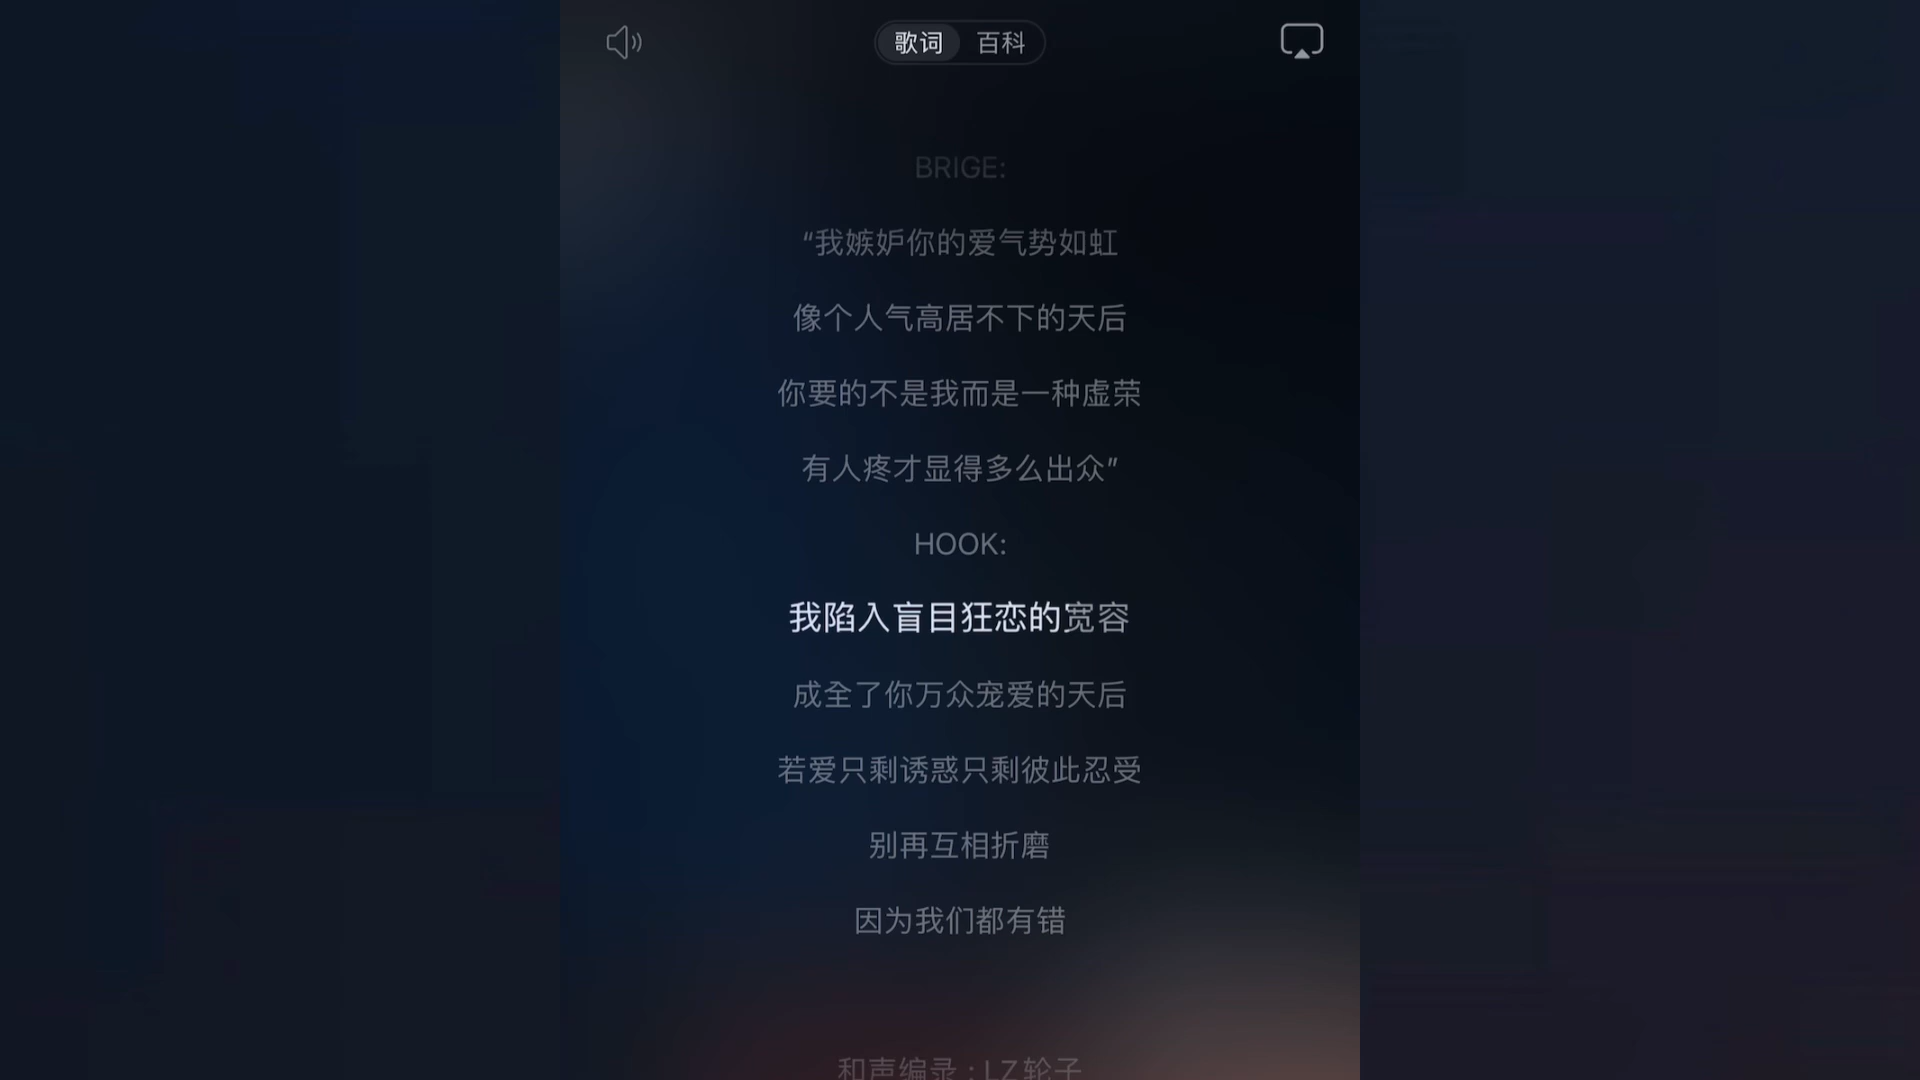 歌词 百科
BRIGE:
“我嫉妒你的爱气势如虹
像个人气高居不下的天后
你要的不是我而是一种虚荣
有人疼才显得多么出众”
HOOK:
我陷入盲目狂恋的宽容
成全了你万众宠爱的天后
若爱只剩诱惑只剩彼此忍受
别再互相折磨
因为我们都有错
和声编录：LZ轮子